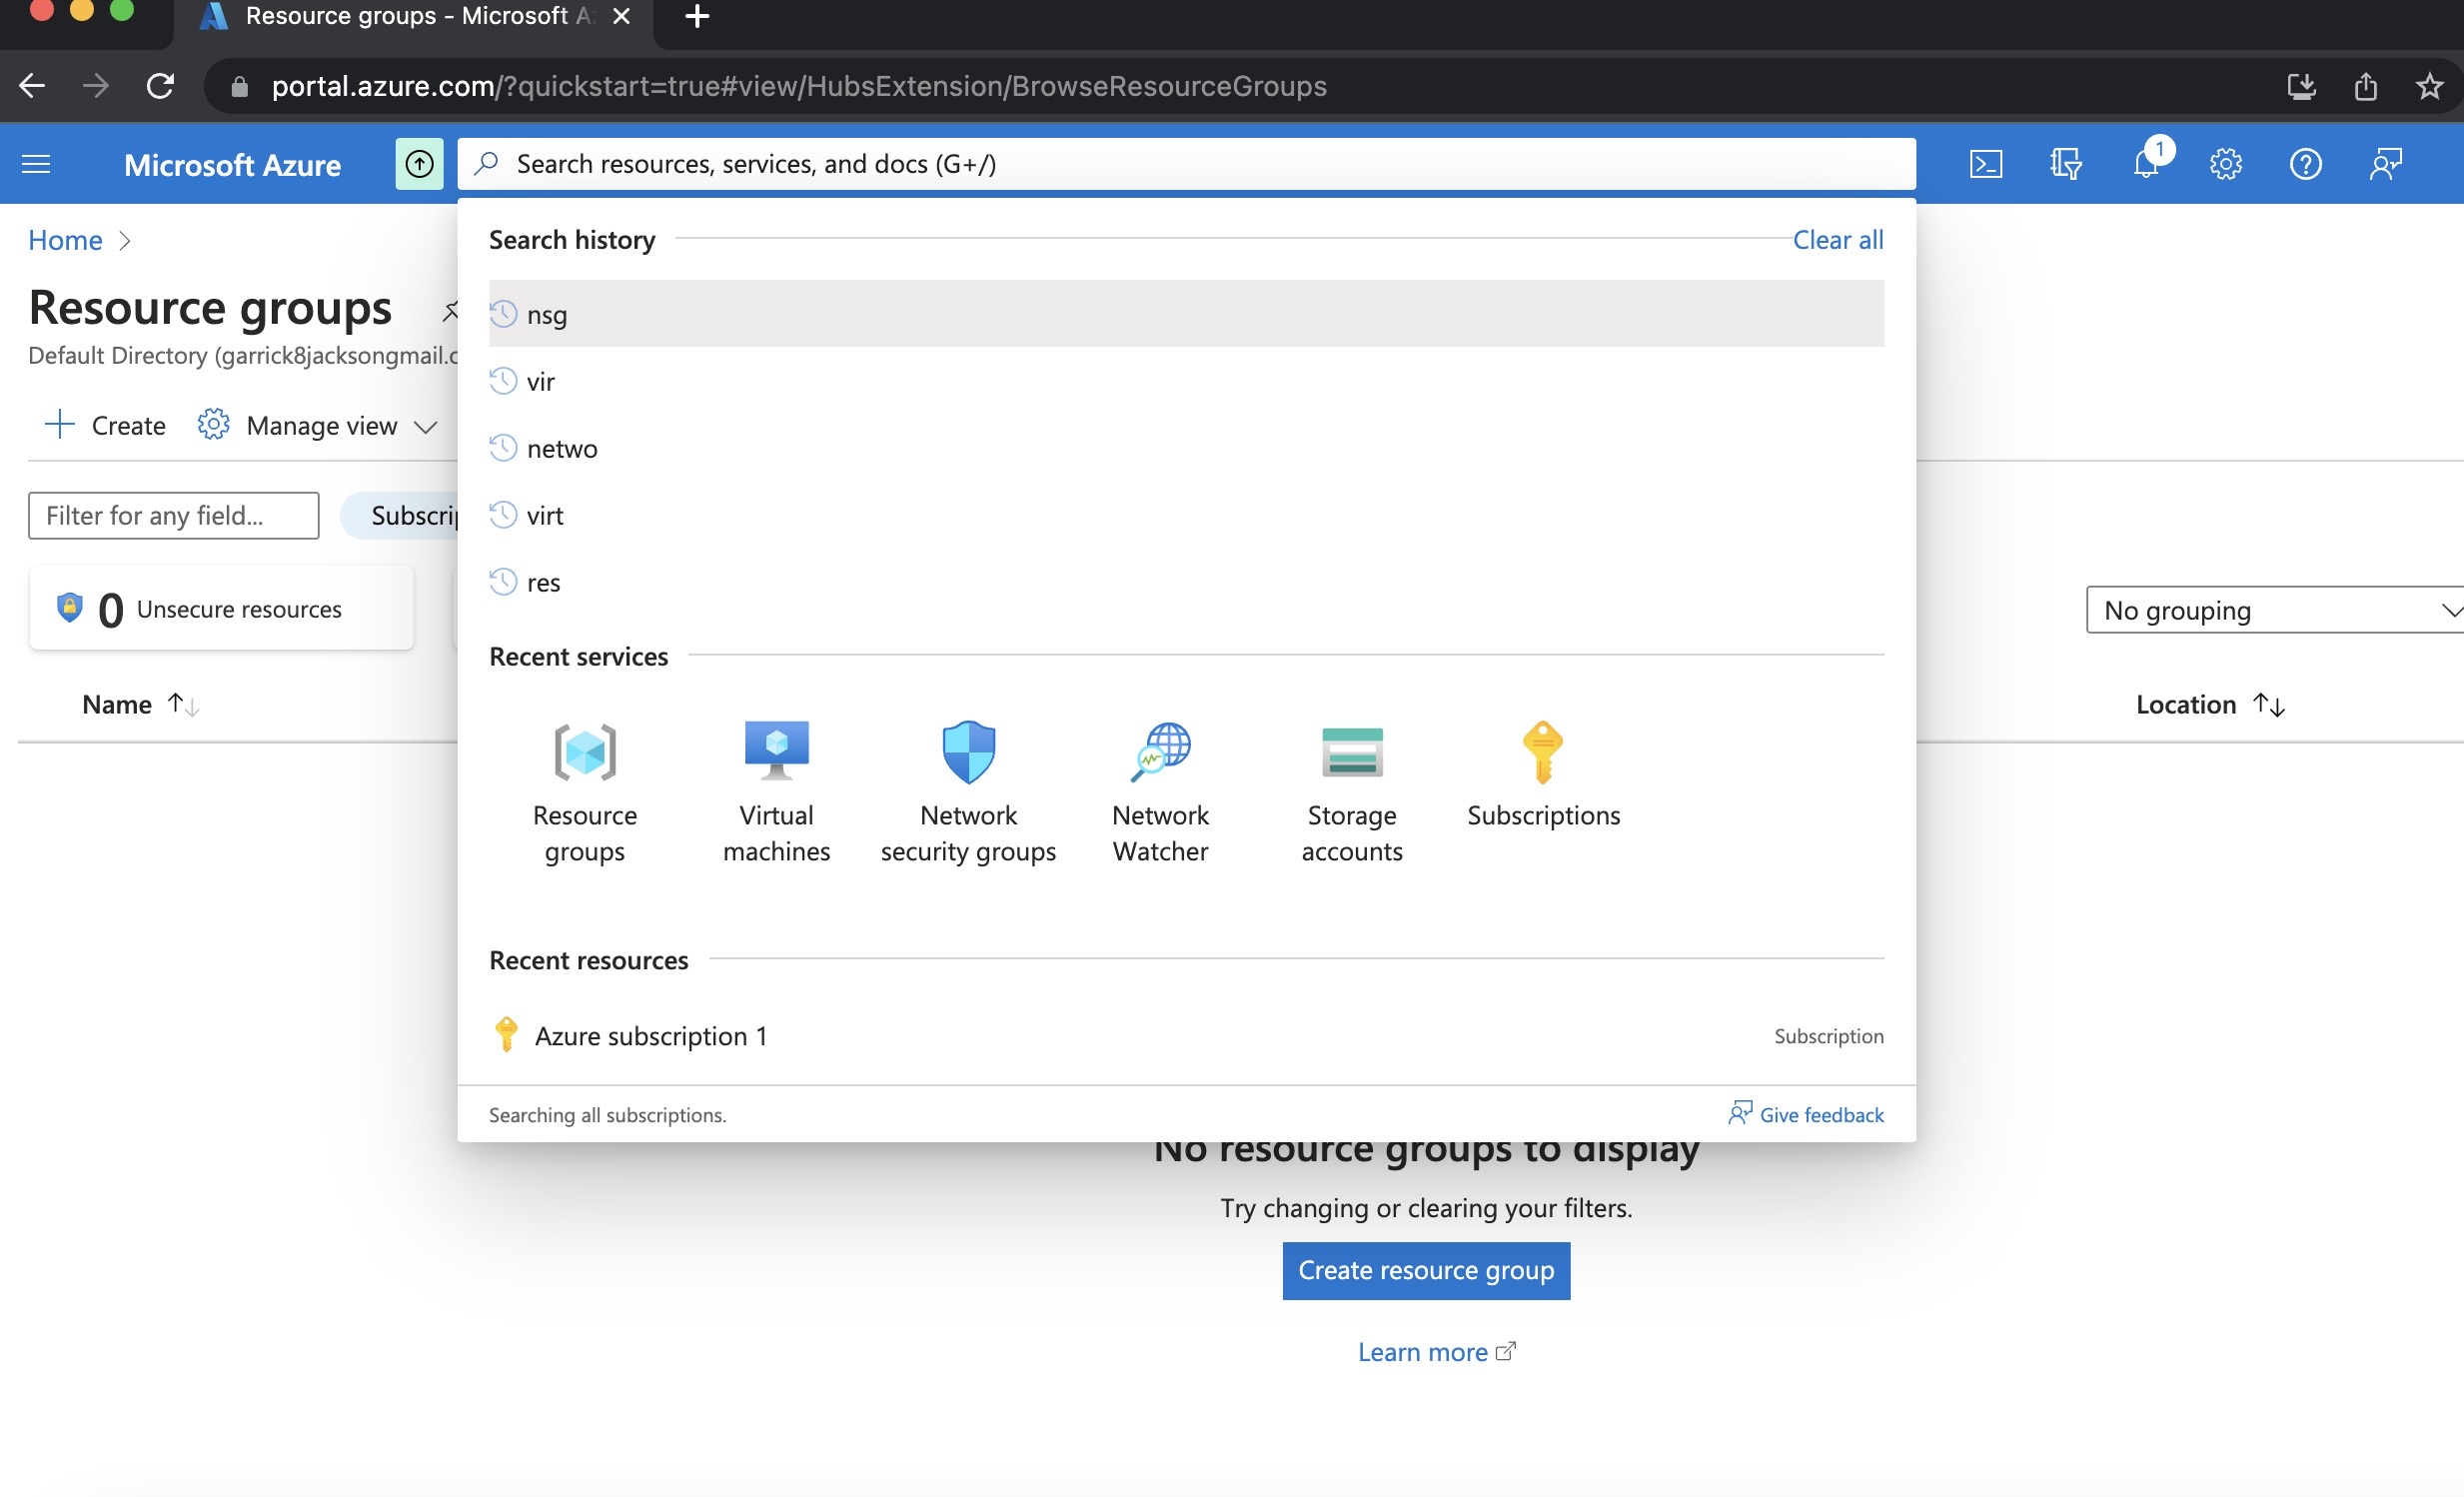 Resource groups - Microsoft A
portal.azure.com/?quickstart=true#view/HubsExtension/BrowseResourceGroups
Microsoft Azure
Search resources, services, and docs (G+/)
1
Home
Search history
Clear all
Resource groups
Default Directory (garrick8jacksongmail.c
nsg
vir
Create
Manage view
netwo
Filter for any field...
Subscrip
virt
res
0 Unsecure resources
No grouping
Recent services
Name
Location
Resource groups
Virtual machines
Network security groups
Network Watcher
Storage accounts
Subscriptions
Recent resources
Azure subscription 1
Subscription
Searching all subscriptions.
Give feedback
No resource groups to display
Try changing or clearing your filters.
Create resource group
Learn more